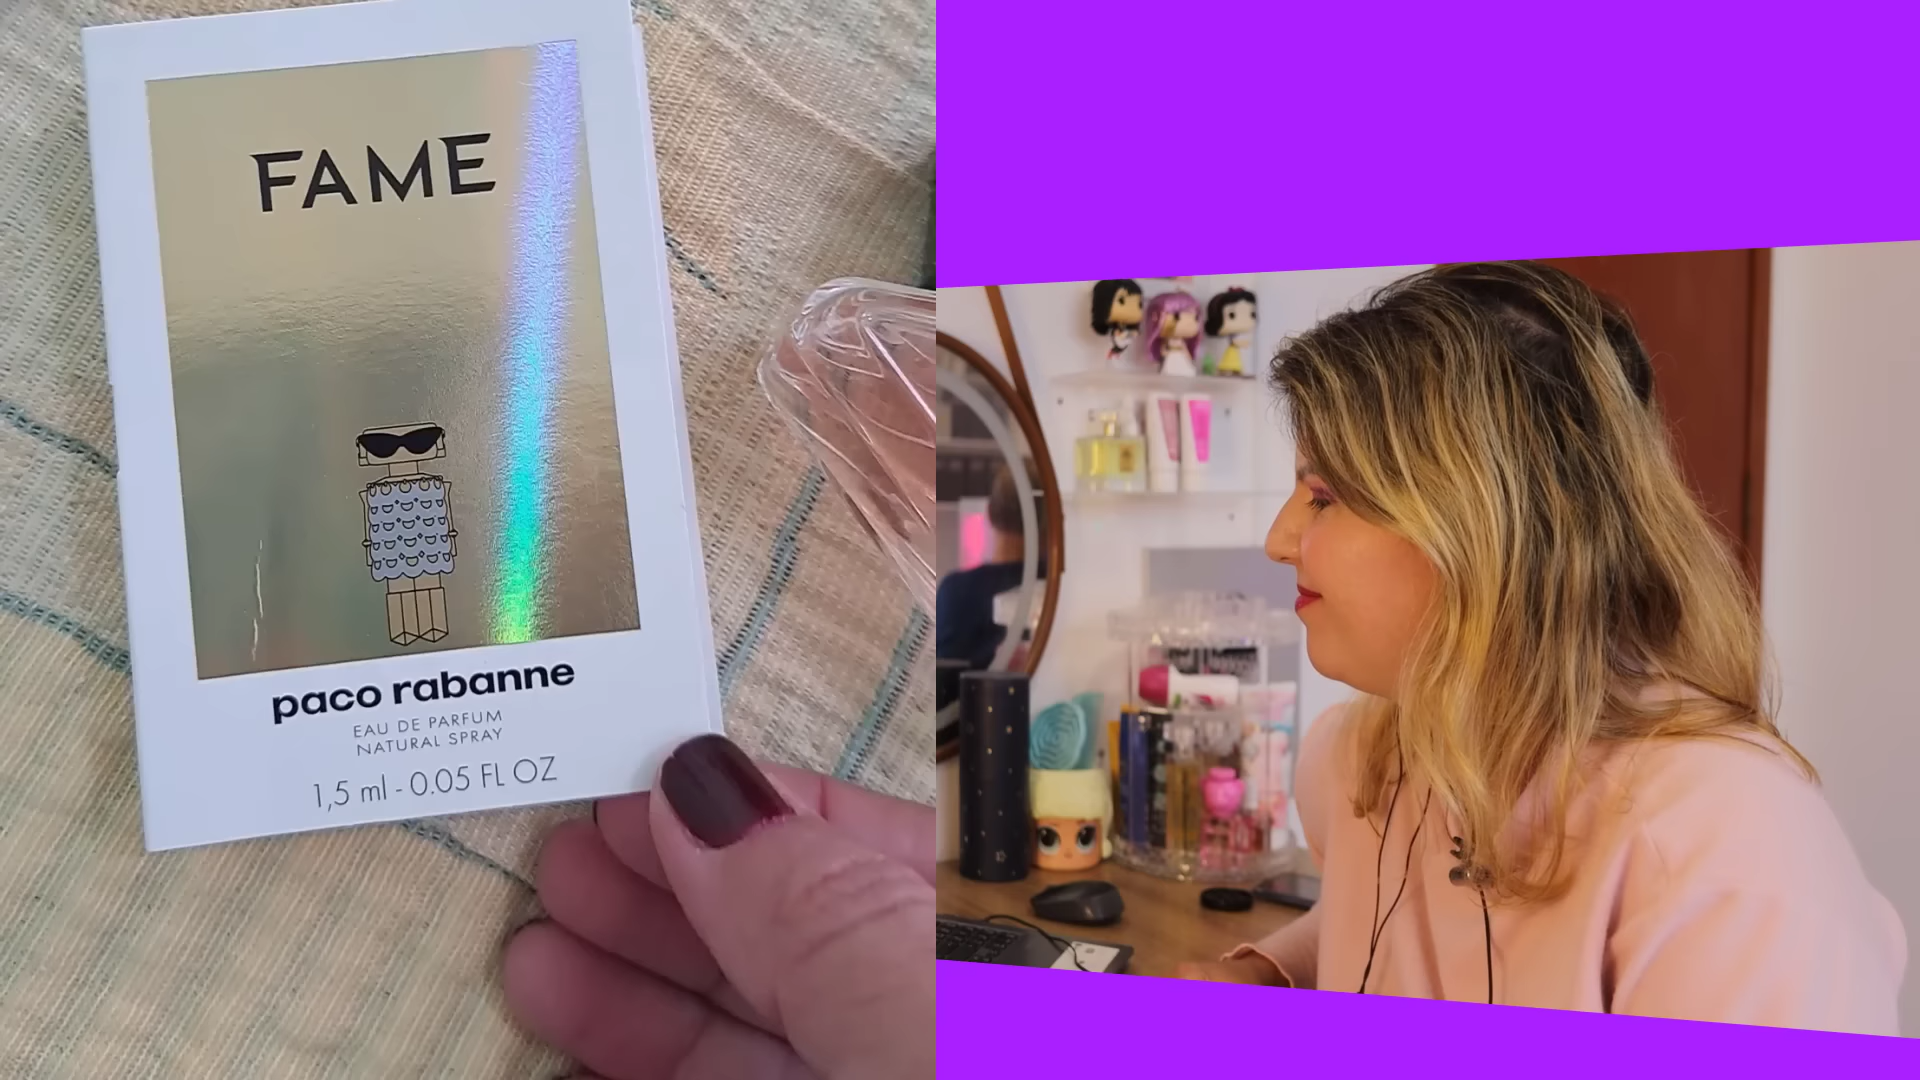 FAME
paco rabanne
EAU DE PARFUM
NATURAL SPRAY
1,5 ml - 0.05 FL OZ